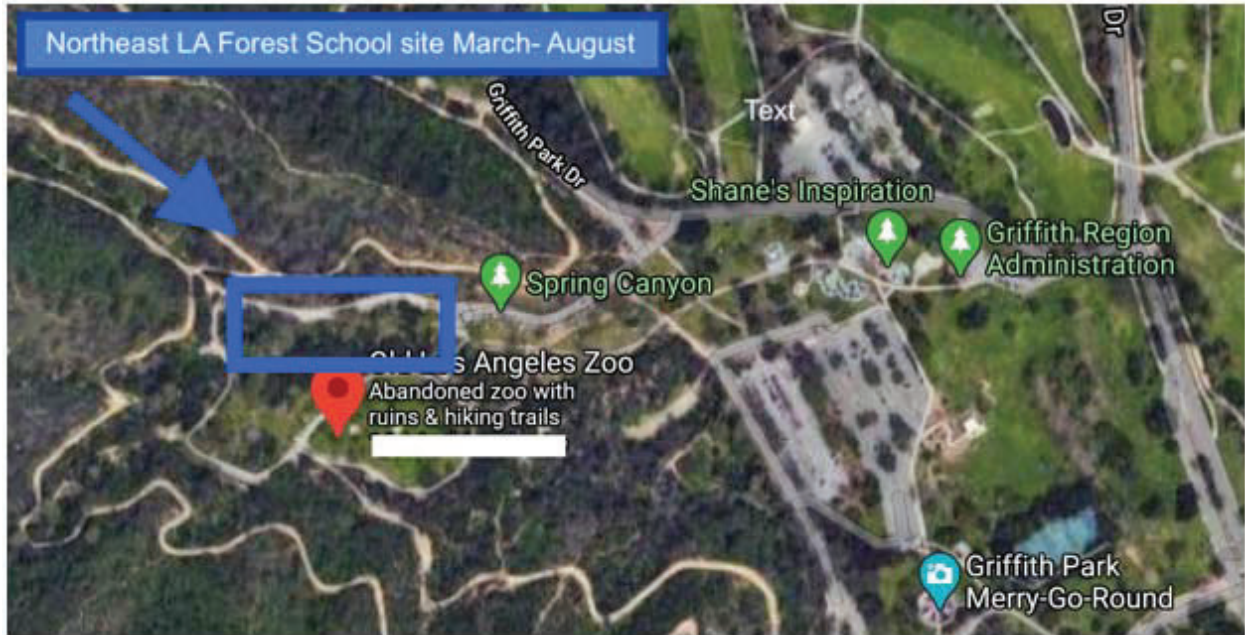 Northeast LA Forest School site March- August
Dr
Griffith Park Dr
Text
Shane's Inspiration
Griffith Region
Administration
Spring Canyon
Angeles Zoo
Abandoned zoo with
ruins & hiking trails
Griffith Park
Merry-Go-Round